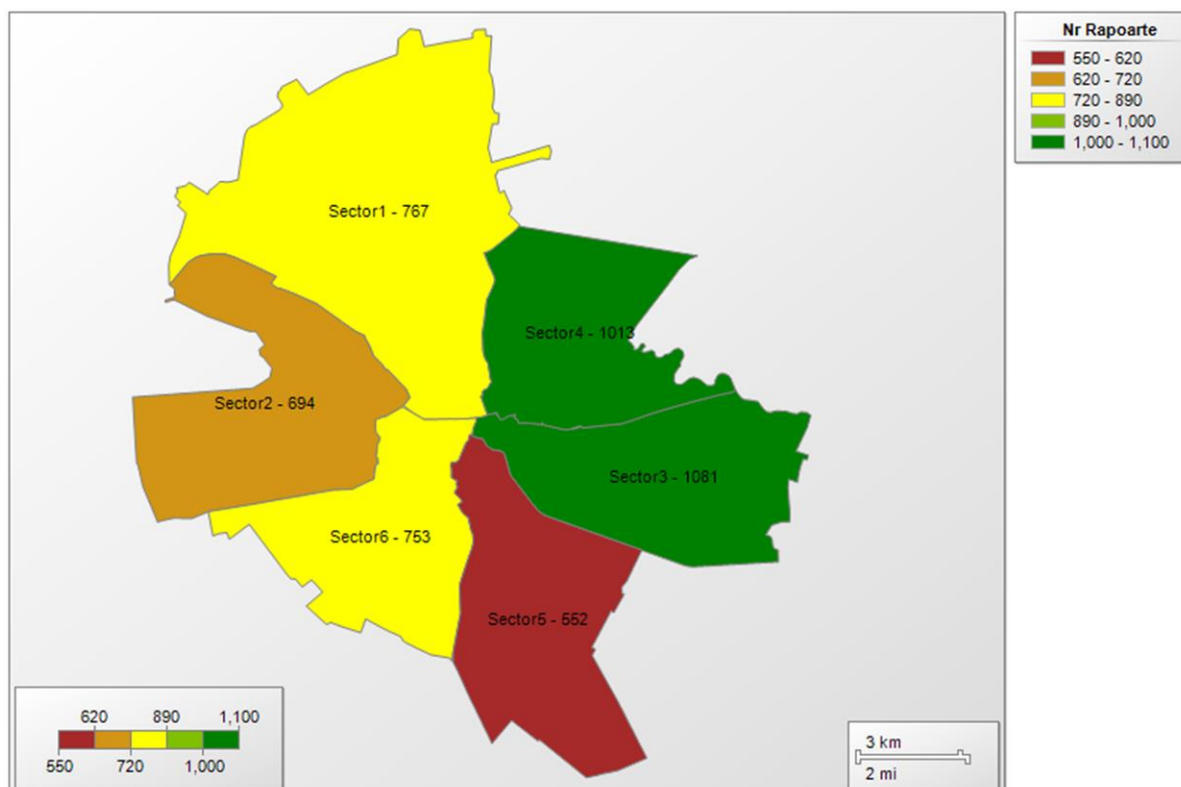 Nr Rapoarte
550 - 620
620 - 720
720 - 890
890 - 1,000
1,000 - 1,100
Sector1 - 767
Sector4 - 1013
Sector2 - 694
Sector3 - 1081
Sector6 - 753
Sector5 - 552
620 890 1,100
550 720 1,000
3 km
2 mi